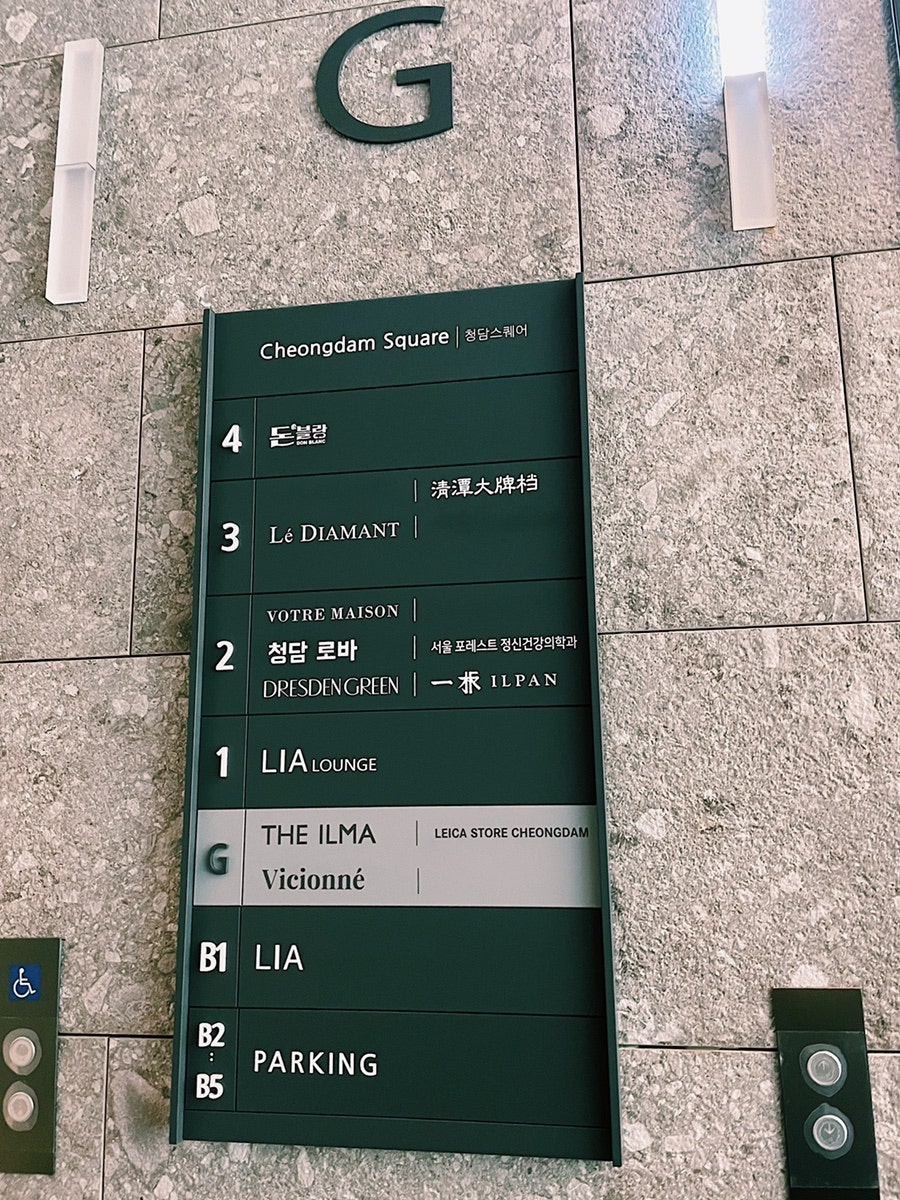 G
Cheongdam Square | 청담스퀘어
4 돈블랑 DON BLANC
3 清潭大牌档
Lé DIAMANT
2 VOTRE MAISON
청담 로바 | 서울 포레스트 정신건강의학과
DRESDEN GREEN | 一板 ILPAN
1 LIA LOUNGE
G THE ILMA | LEICA STORE CHEONGDAM
Vicionné
B1 LIA
B2
:
B5 PARKING